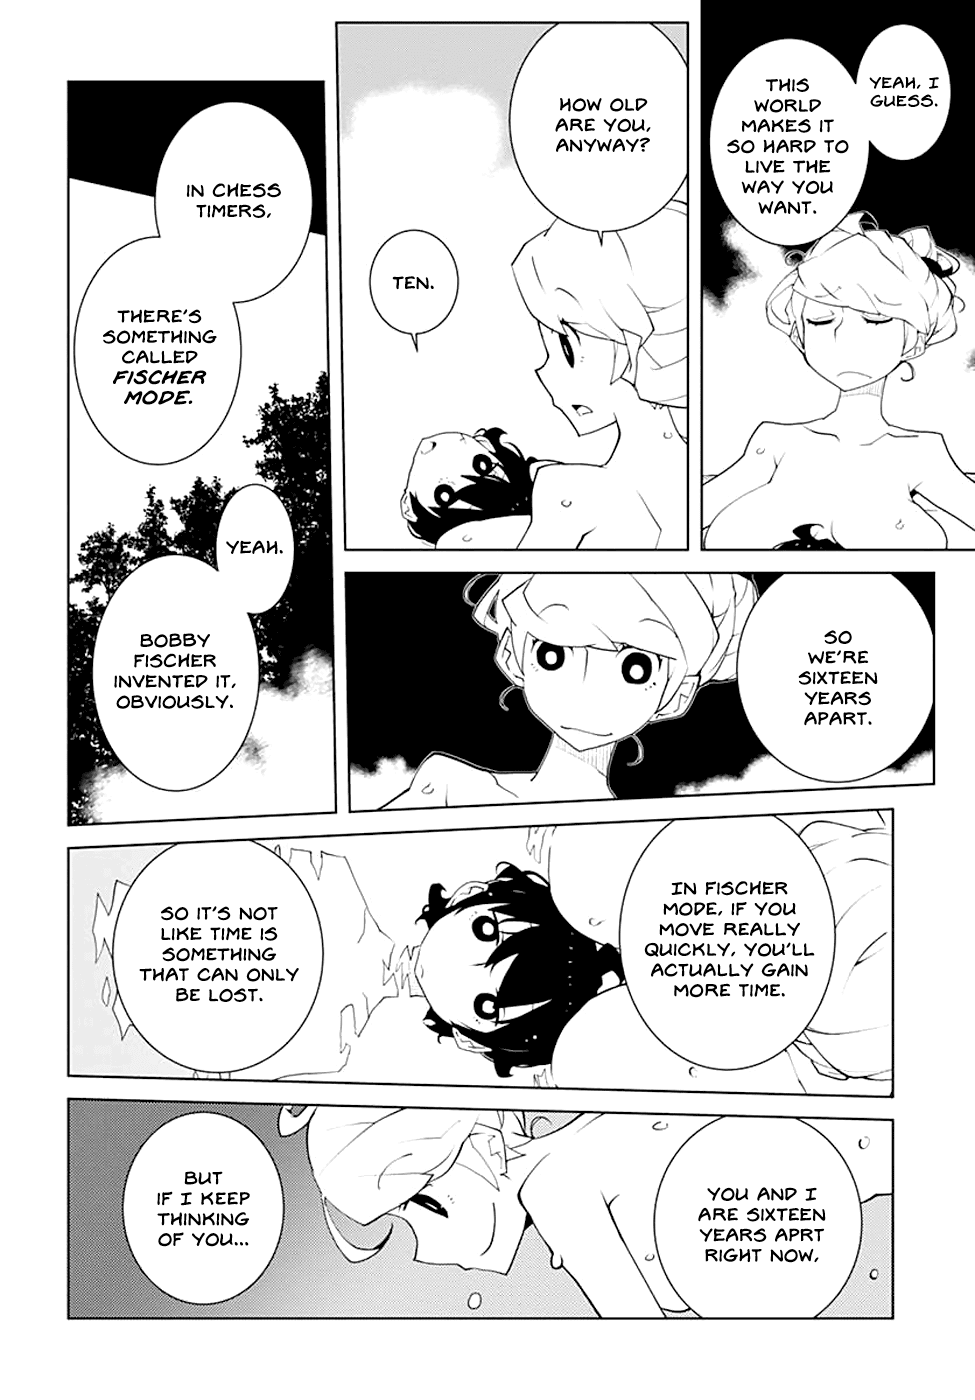 YEAH, I
GUESS.
THIS
WORLD
MAKES IT
SO HARD TO
LIVE THE
WAY YOU
WANT.
HOW OLD
ARE YOU,
ANYWAY?
TEN.
SO
WE'RE
SIXTEEN
YEARS
APART.
IN CHESS
TIMERS,
THERE'S
SOMETHING
CALLED
FISCHER
MODE.
YEAH.
BOBBY
FISCHER
INVENTED IT,
OBVIOUSLY.
IN FISCHER
MODE, IF YOU
MOVE REALLY
QUICKLY, YOU'LL
ACTUALLY GAIN
MORE TIME.
SO IT'S NOT
LIKE TIME IS
SOMETHING
THAT CAN ONLY
BE LOST.
YOU AND I
ARE SIXTEEN
YEARS APRT
RIGHT NOW,
BUT
IF I KEEP
THINKING
OF YOU...